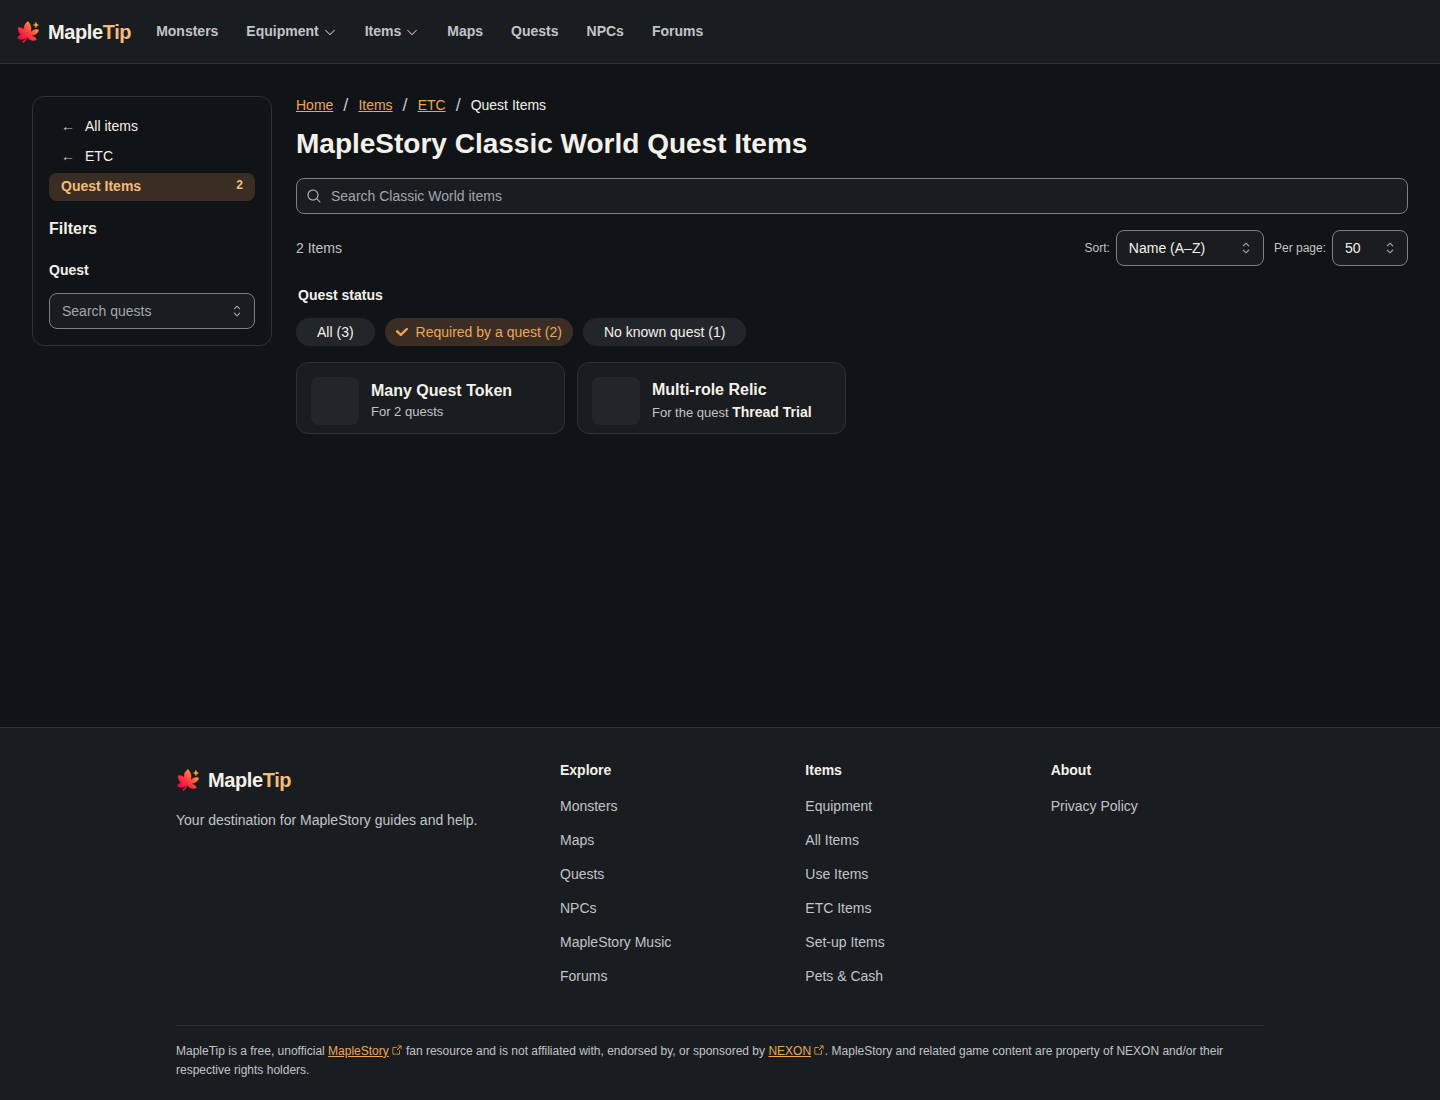 MapleTip
Monsters
Equipment
Items
Maps
Quests
NPCs
Forums
← All items
← ETC
Quest Items 2
Filters
Quest
Search quests
Home / Items / ETC / Quest Items
MapleStory Classic World Quest Items
Search Classic World items
2 Items
Sort: Name (A–Z)
Per page: 50
Quest status
All (3)
Required by a quest (2)
No known quest (1)
Many Quest Token
For 2 quests
Multi-role Relic
For the quest Thread Trial
MapleTip
Your destination for MapleStory guides and help.
Explore
Monsters
Maps
Quests
NPCs
MapleStory Music
Forums
Items
Equipment
All Items
Use Items
ETC Items
Set-up Items
Pets & Cash
About
Privacy Policy
MapleTip is a free, unofficial MapleStory fan resource and is not affiliated with, endorsed by, or sponsored by NEXON. MapleStory and related game content are property of NEXON and/or their
respective rights holders.